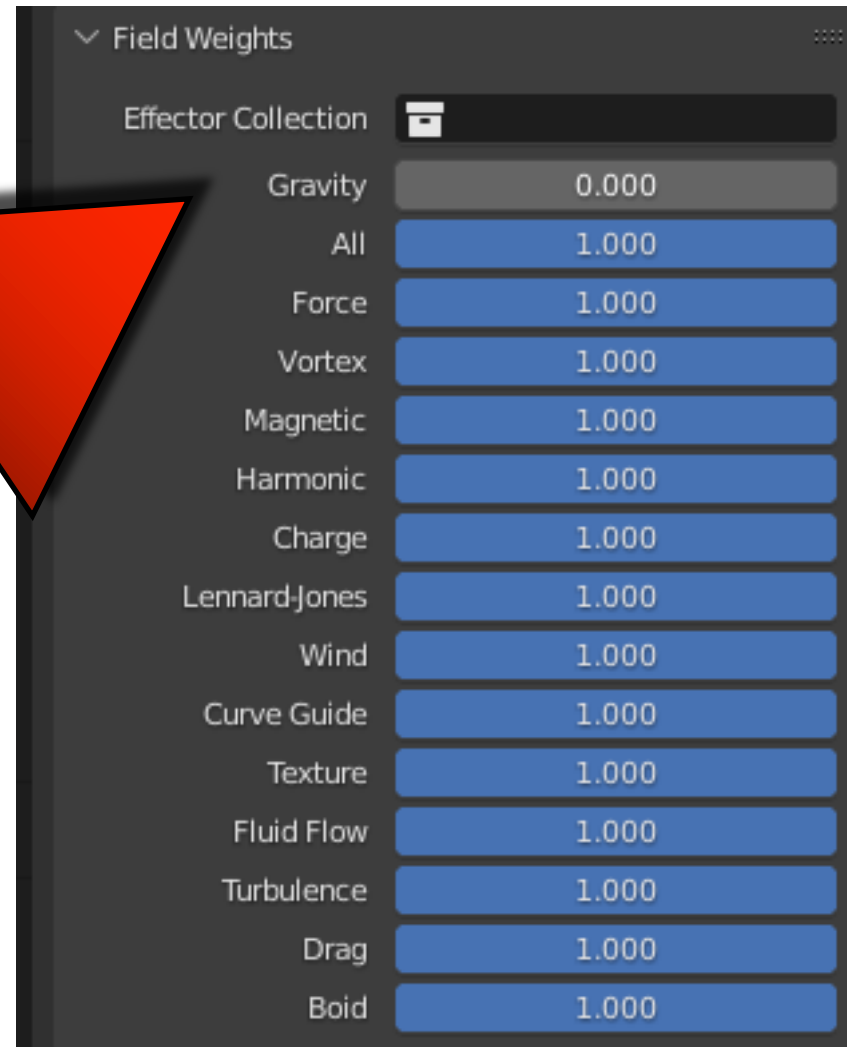 Field Weights
Effector Collection
Gravity 0.000
All 1.000
Force 1.000
Vortex 1.000
Magnetic 1.000
Harmonic 1.000
Charge 1.000
Lennard-Jones 1.000
Wind 1.000
Curve Guide 1.000
Texture 1.000
Fluid Flow 1.000
Turbulence 1.000
Drag 1.000
Boid 1.000